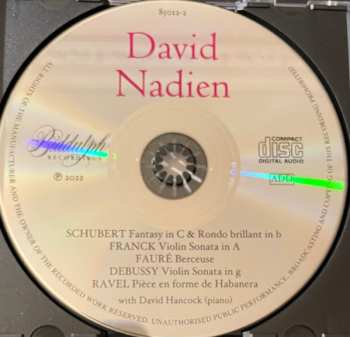 85012-2
David
Nadien
Biddulph
RECORDINGS
℗ 2022
COMPACT
disc
DIGITAL AUDIO
ADD
SCHUBERT Fantasy in C & Rondo brillant in b
FRANCK Violin Sonata in A
FAURÉ Berceuse
DEBUSSY Violin Sonata in g
RAVEL Pièce en forme de Habanera
with David Hancock (piano)
ALL RIGHTS OF THE MANUFACTURER AND THE OWNER OF THE RECORDED WORK RESERVED. UNAUTHORISED PUBLIC PERFORMANCE, BROADCASTING AND COPYING OF THIS RECORDING PROHIBITED